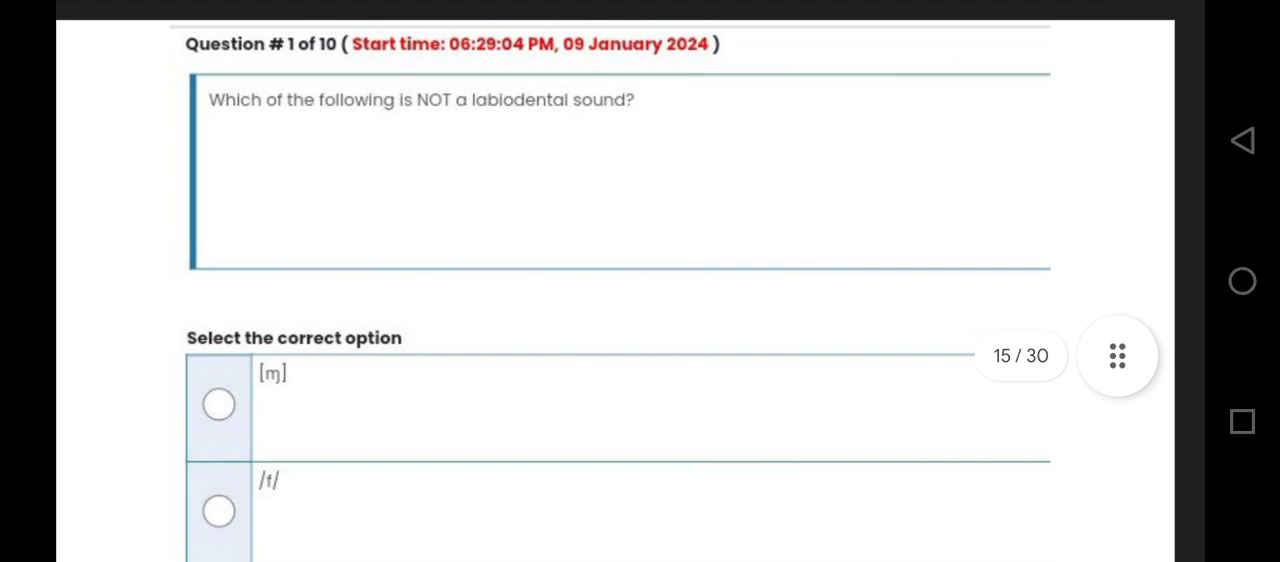 Question # 1 of 10 ( Start time: 06:29:04 PM, 09 January 2024 )
Which of the following is NOT a labiodental sound?
Select the correct option
[ɱ]
15 / 30
/f/